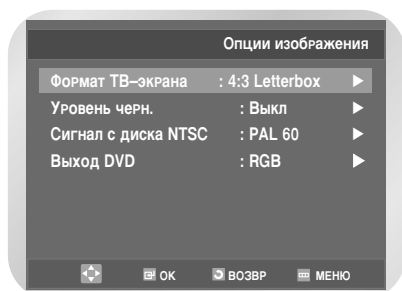 Опции изображения
Формат ТВ–экрана : 4:3 Letterbox
Уровень черн. : Выкл
Сигнал с диска NTSC : PAL 60
Выход DVD : RGB
ОК ВОЗВР МЕНЮ